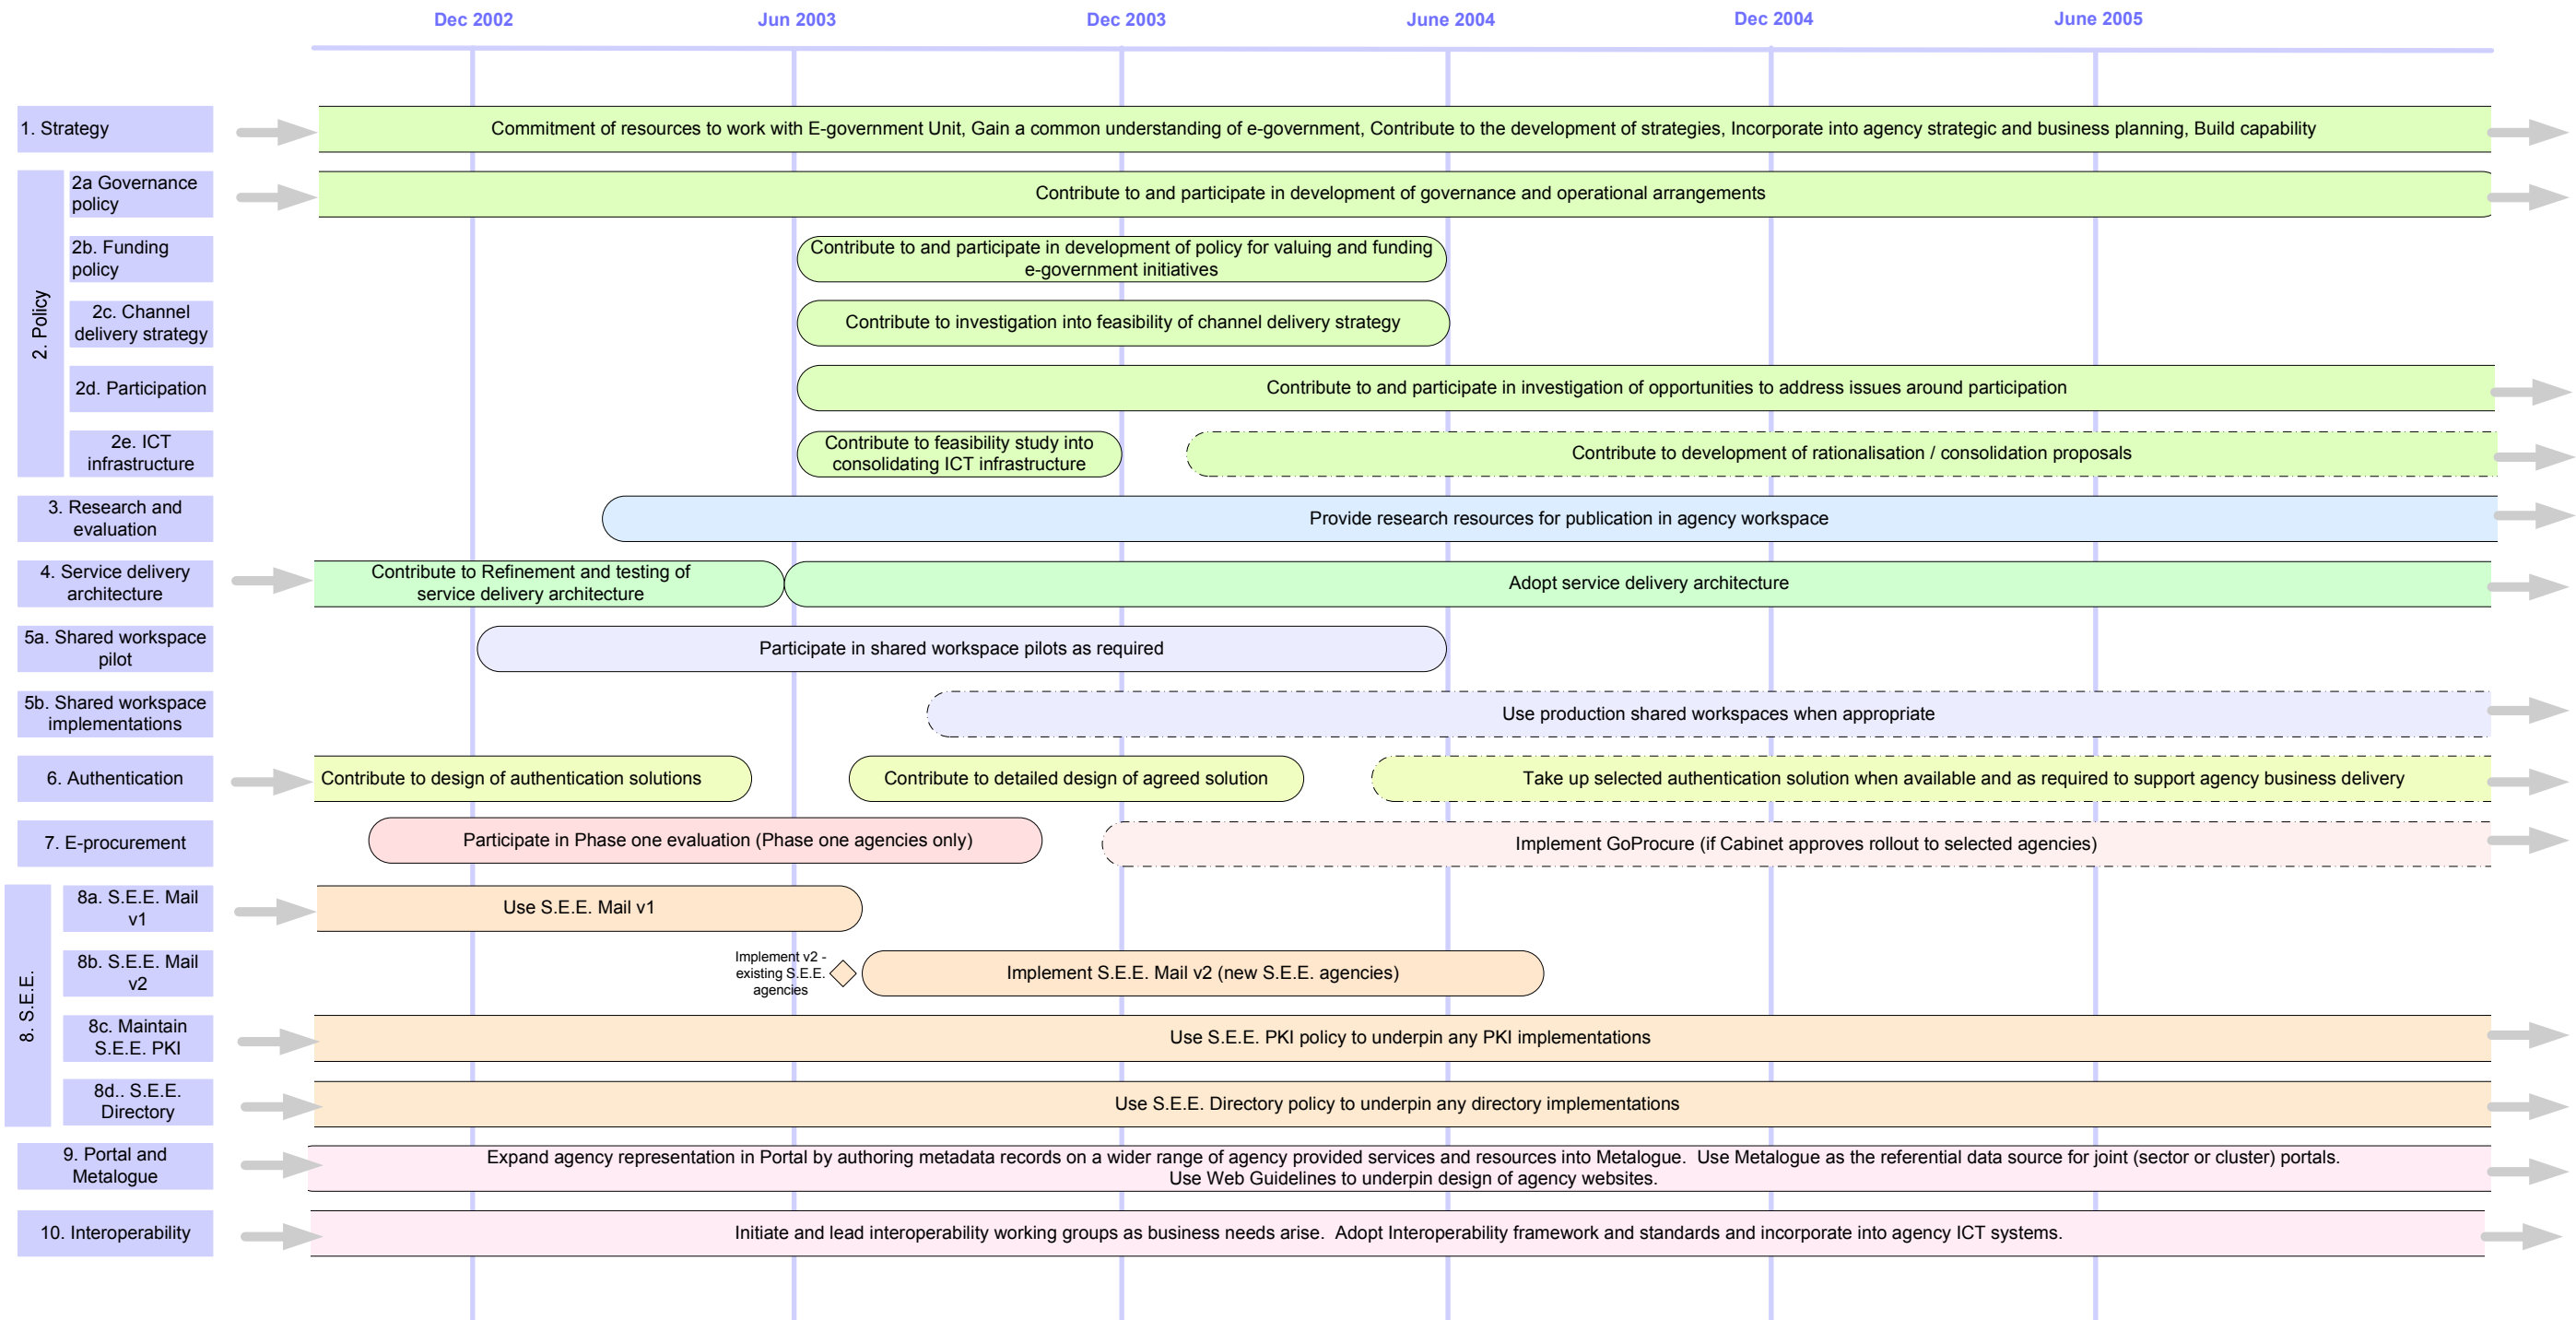 Dec 2002
Jun 2003
Dec 2003
June 2004
Dec 2004
June 2005
1. Strategy
Commitment of resources to work with E-government Unit, Gain a common understanding of e-government, Contribute to the development of strategies, Incorporate into agency strategic and business planning, Build capability
2. Policy
2a Governance
policy
Contribute to and participate in development of governance and operational arrangements
2b. Funding
policy
Contribute to and participate in development of policy for valuing and funding
e-government initiatives
2c. Channel
delivery strategy
Contribute to investigation into feasibility of channel delivery strategy
2d. Participation
Contribute to and participate in investigation of opportunities to address issues around participation
2e. ICT
infrastructure
Contribute to feasibility study into
consolidating ICT infrastructure
Contribute to development of rationalisation / consolidation proposals
3. Research and
evaluation
Provide research resources for publication in agency workspace
4. Service delivery
architecture
Contribute to Refinement and testing of
service delivery architecture
Adopt service delivery architecture
5a. Shared workspace
pilot
Participate in shared workspace pilots as required
5b. Shared workspace
implementations
Use production shared workspaces when appropriate
6. Authentication
Contribute to design of authentication solutions
Contribute to detailed design of agreed solution
Take up selected authentication solution when available and as required to support agency business delivery
7. E-procurement
Participate in Phase one evaluation (Phase one agencies only)
Implement GoProcure (if Cabinet approves rollout to selected agencies)
8. S.E.E.
8a. S.E.E. Mail
v1
Use S.E.E. Mail v1
8b. S.E.E. Mail
v2
Implement v2 -
existing S.E.E.
agencies
Implement S.E.E. Mail v2 (new S.E.E. agencies)
8c. Maintain
S.E.E. PKI
Use S.E.E. PKI policy to underpin any PKI implementations
8d.. S.E.E.
Directory
Use S.E.E. Directory policy to underpin any directory implementations
9. Portal and
Metalogue
Expand agency representation in Portal by authoring metadata records on a wider range of agency provided services and resources into Metalogue.  Use Metalogue as the referential data source for joint (sector or cluster) portals.
Use Web Guidelines to underpin design of agency websites.
10. Interoperability
Initiate and lead interoperability working groups as business needs arise.  Adopt Interoperability framework and standards and incorporate into agency ICT systems.